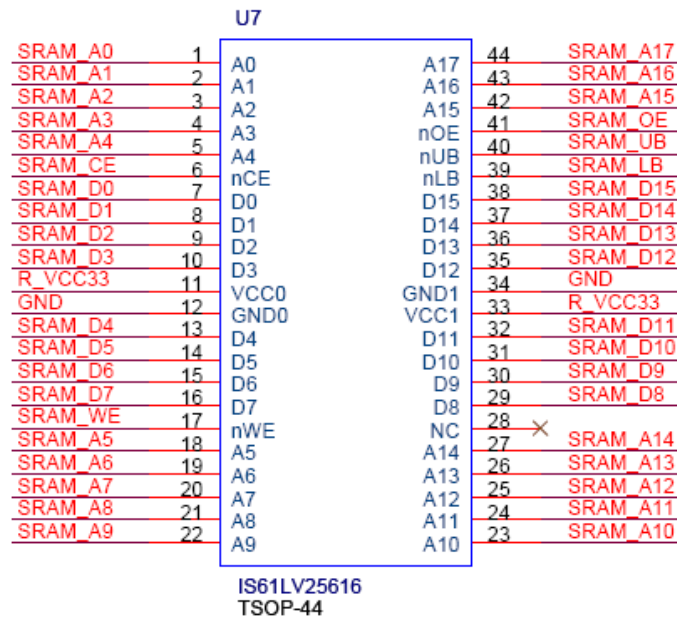 U7
SRAM_A0 1 A0 A17 44 SRAM_A17
SRAM_A1 2 A1 A16 43 SRAM_A16
SRAM_A2 3 A2 A15 42 SRAM_A15
SRAM_A3 4 A3 nOE 41 SRAM_OE
SRAM_A4 5 A4 nUB 40 SRAM_UB
SRAM_CE 6 nCE nLB 39 SRAM_LB
SRAM_D0 7 D0 D15 38 SRAM_D15
SRAM_D1 8 D1 D14 37 SRAM_D14
SRAM_D2 9 D2 D13 36 SRAM_D13
SRAM_D3 10 D3 D12 35 SRAM_D12
R_VCC33 11 VCC0 GND1 34 GND
GND 12 GND0 VCC1 33 R_VCC33
SRAM_D4 13 D4 D11 32 SRAM_D11
SRAM_D5 14 D5 D10 31 SRAM_D10
SRAM_D6 15 D6 D9 30 SRAM_D9
SRAM_D7 16 D7 D8 29 SRAM_D8
SRAM_WE 17 nWE NC 28
SRAM_A5 18 A5 A14 27 SRAM_A14
SRAM_A6 19 A6 A13 26 SRAM_A13
SRAM_A7 20 A7 A12 25 SRAM_A12
SRAM_A8 21 A8 A11 24 SRAM_A11
SRAM_A9 22 A9 A10 23 SRAM_A10
IS61LV25616
TSOP-44